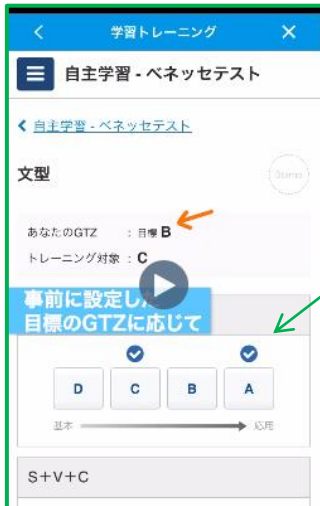 学習トレーニング
自主学習 - ベネッセテスト
自主学習 - ベネッセテスト
文型
あなたのGTZ : 目標 B
トレーニング対象 : C
事前に設定し
目標のGTZに応じて
D C B A
基本 応用
S+V+C